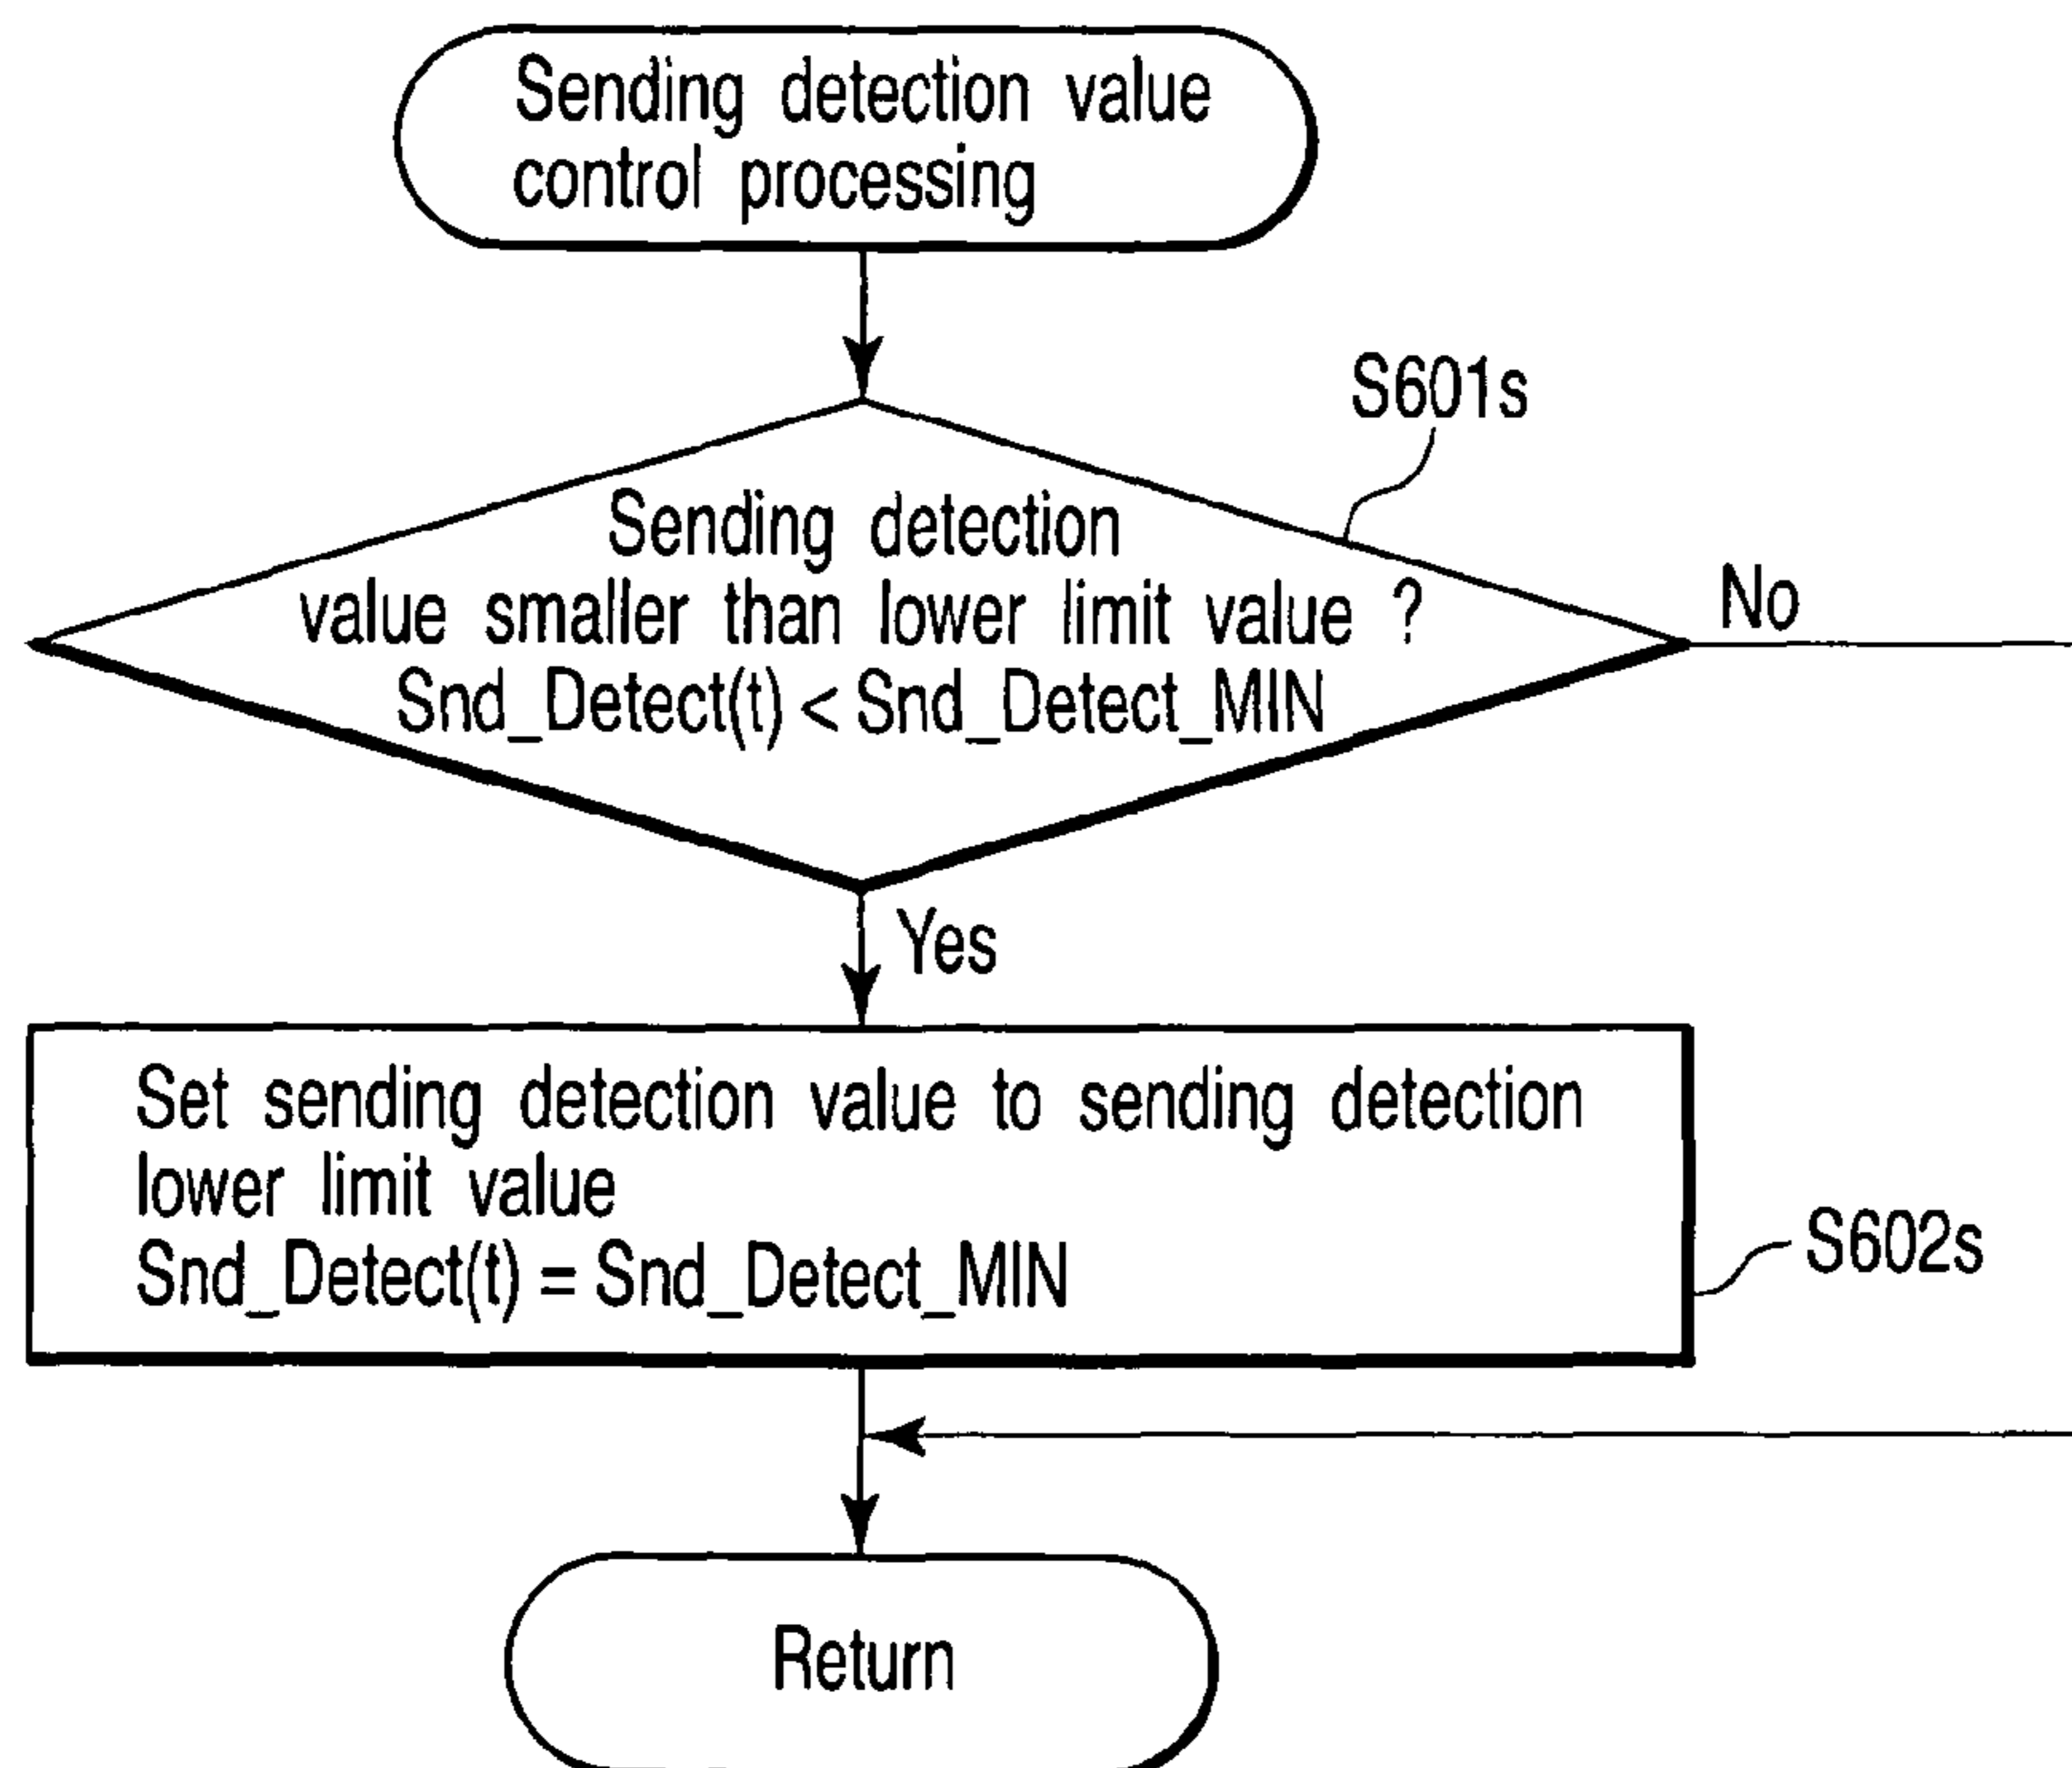 Sending detection value
control processing
S601s
Sending detection
value smaller than lower limit value ?
Snd_Detect(t) < Snd_Detect_MIN
No
Yes
Set sending detection value to sending detection
lower limit value
Snd_Detect(t) = Snd_Detect_MIN
S602s
Return